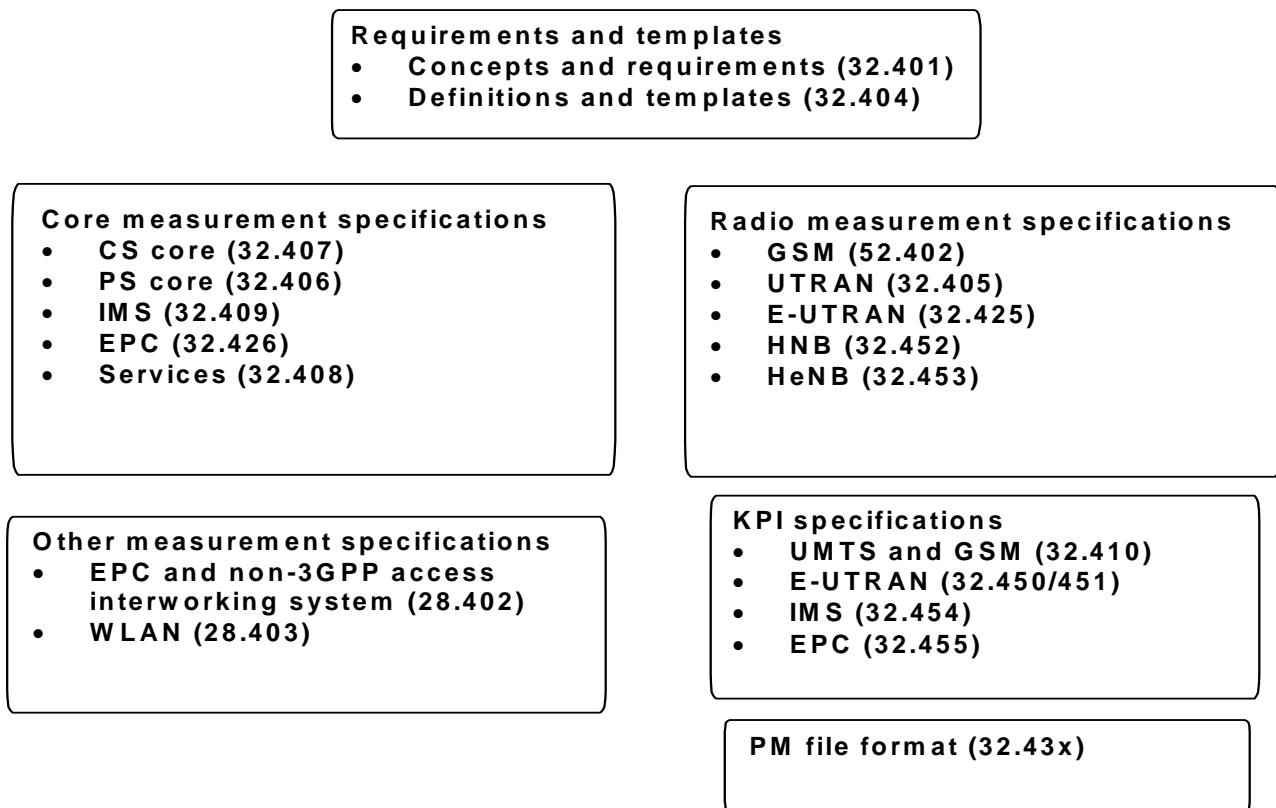 Requirements and templates
• Concepts and requirements (32.401)
• Definitions and templates (32.404)
Core measurement specifications
• CS core (32.407)
• PS core (32.406)
• IMS (32.409)
• EPC (32.426)
• Services (32.408)
Radio measurement specifications
• GSM (52.402)
• UTRAN (32.405)
• E-UTRAN (32.425)
• HNB (32.452)
• HeNB (32.453)
Other measurement specifications
• EPC and non-3GPP access
interworking system (28.402)
• WLAN (28.403)
KPI specifications
• UMTS and GSM (32.410)
• E-UTRAN (32.450/451)
• IMS (32.454)
• EPC (32.455)
PM file format (32.43x)